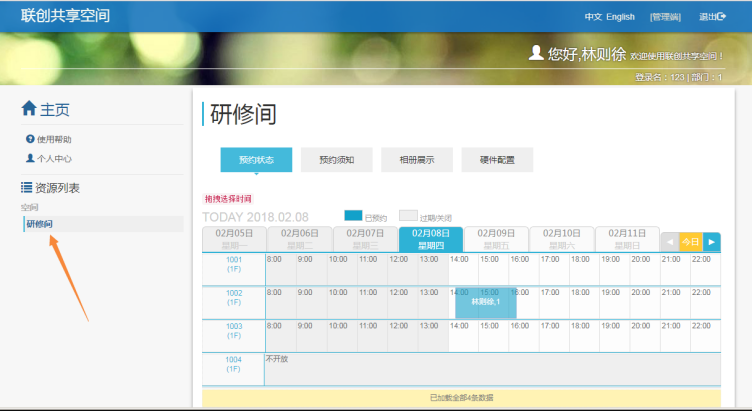 联创共享空间
中文 English [管理端] 退出
您好,林则徐 欢迎使用联创共享空间!
登录名:123 | 部门:1
主页
使用帮助
个人中心
资源列表
空间
研修间
研修间
预约状态 预约须知 相册展示 硬件配置
拖拽选择时间
TODAY 2018.02.08 已预约 过期/关闭
02月05日 02月06日 02月07日 02月08日 02月09日 02月10日 02月11日
星期一 星期二 星期三 星期四 星期五 星期六 星期日 今日
1001 8:00 9:00 10:00 11:00 12:00 13:00 14:00 15:00 16:00 17:00 18:00 19:00 20:00 21:00 22:00
(1F)
1002 8:00 9:00 10:00 11:00 12:00 13:00 14:00 15:00 16:00 17:00 18:00 19:00 20:00 21:00 22:00
(1F) 林则徐,1
1003 8:00 9:00 10:00 11:00 12:00 13:00 14:00 15:00 16:00 17:00 18:00 19:00 20:00 21:00 22:00
(1F)
1004 不开放
(1F)
已加载全部4条数据